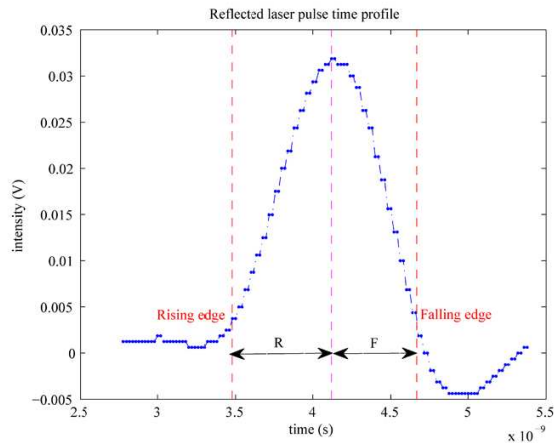 Reflected laser pulse time profile
0.035
0.03
0.025
0.02
0.015
0.01
0.005
0
−0.005
intensity (V)
Rising edge
Falling edge
R
F
2.5
3
3.5
4
4.5
5
5.5
time (s)
x 10⁻⁹